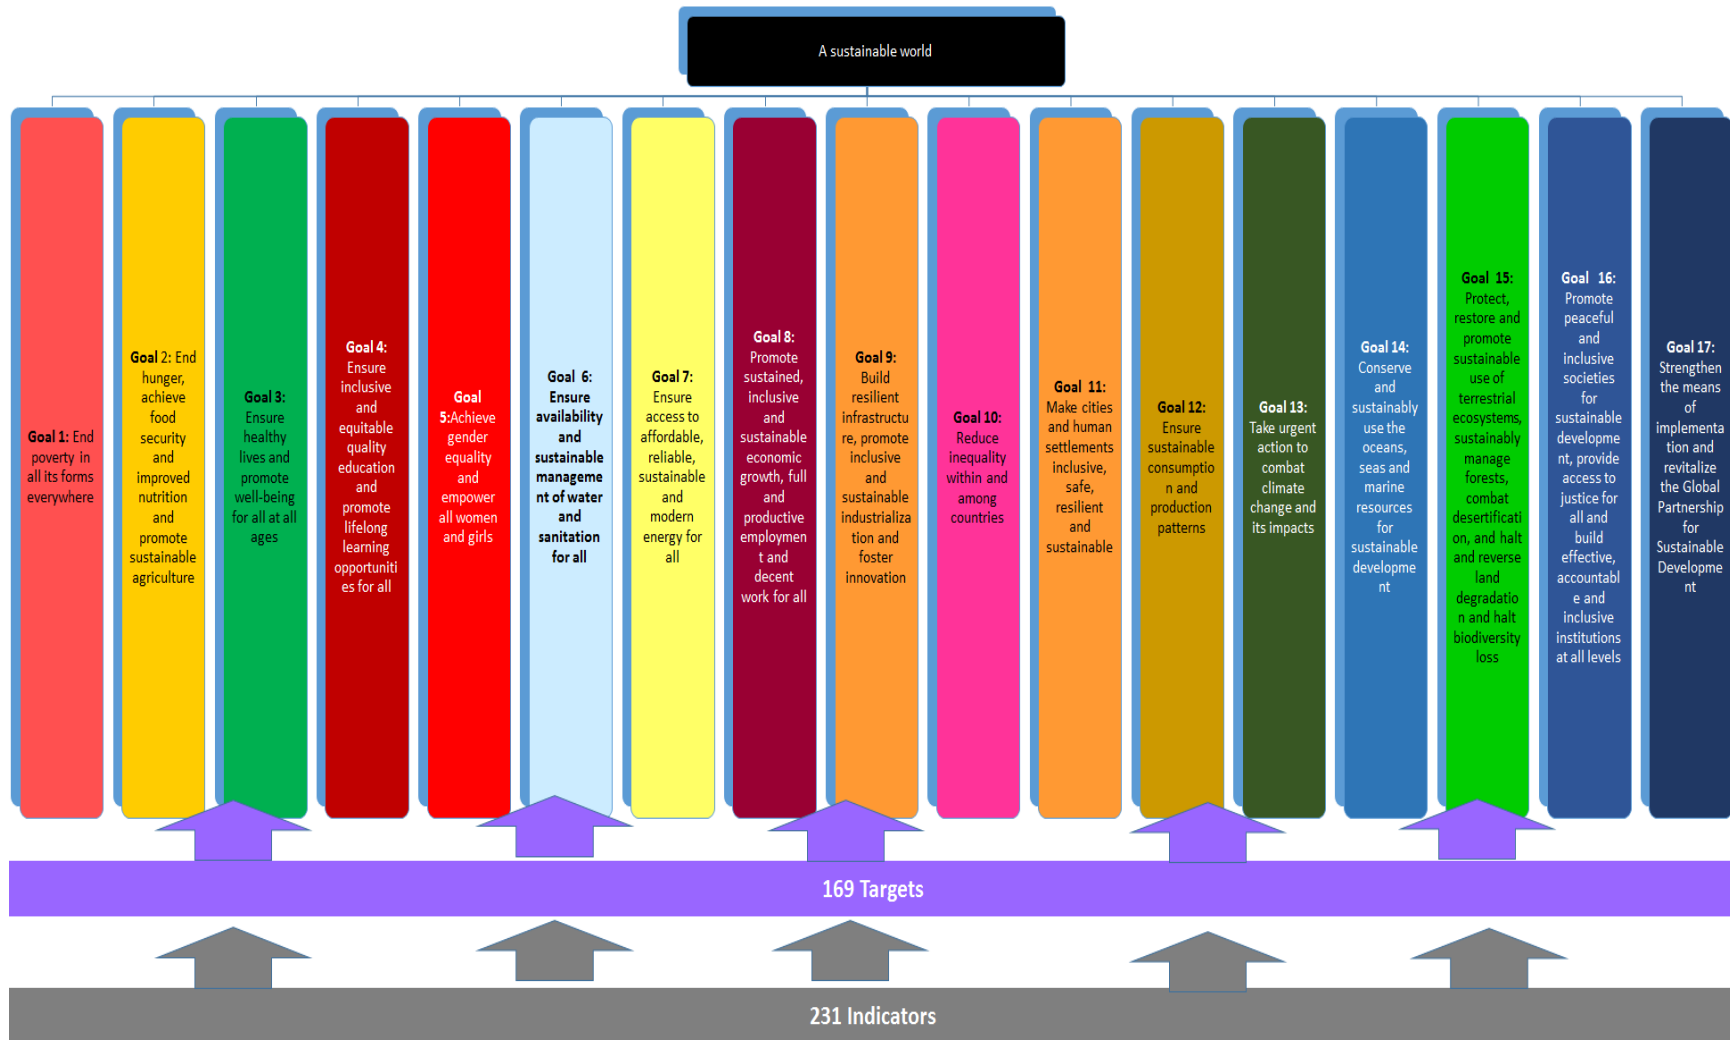 A sustainable world
Goal 1: End
poverty in
all its forms
everywhere
Goal 2: End
hunger,
achieve
food
security
and
improved
nutrition
and
promote
sustainable
agriculture
Goal 3:
Ensure
healthy
lives and
promote
well-being
for all at all
ages
Goal 4:
Ensure
inclusive
and
equitable
quality
education
and
promote
lifelong
learning
opportuniti
es for all
Goal
5:Achieve
gender
equality
and
empower
all women
and girls
Goal 6:
Ensure
availability
and
sustainable
manageme
nt of water
and
sanitation
for all
Goal 7:
Ensure
access to
affordable,
reliable,
sustainable
and
modern
energy for
all
Goal 8:
Promote
sustained,
inclusive
and
sustainable
economic
growth, full
and
productive
employmen
t and
decent
work for all
Goal 9:
Build
resilient
infrastructu
re, promote
inclusive
and
sustainable
industrializa
tion and
foster
innovation
Goal 10:
Reduce
inequality
within and
among
countries
Goal 11:
Make cities
and human
settlements
inclusive,
safe,
resilient
and
sustainable
Goal 12:
Ensure
sustainable
consumptio
n and
production
patterns
Goal 13:
Take urgent
action to
combat
climate
change and
its impacts
Goal 14:
Conserve
and
sustainably
use the
oceans,
seas and
marine
resources
for
sustainable
developme
nt
Goal 15:
Protect,
restore and
promote
sustainable
use of
terrestrial
ecosystems,
sustainably
manage
forests,
combat
desertificati
on, and halt
and reverse
land
degradatio
n and halt
biodiversity
loss
Goal 16:
Promote
peaceful
and
inclusive
societies
for
sustainable
developme
nt, provide
access to
justice for
all and
build
effective,
accountabl
e and
inclusive
institutions
at all levels
Goal 17:
Strengthen
the means
of
implementa
tion and
revitalize
the Global
Partnership
for
Sustainable
Developme
nt
169 Targets
231 Indicators